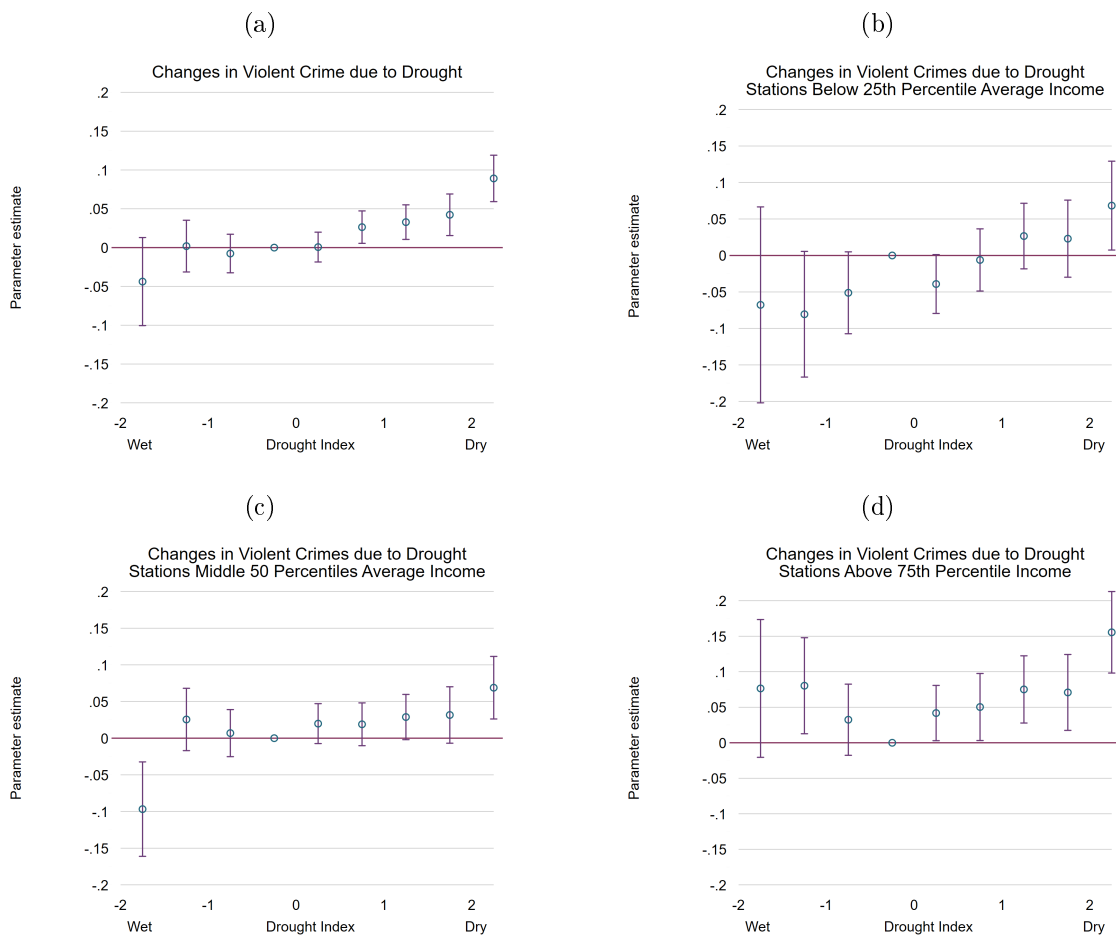 (a)
Changes in Violent Crime due to Drought
Parameter estimate
.2
.15
.1
.05
0
-.05
-.1
-.15
-.2
-2 -1 0 1 2
Wet Drought Index Dry
(b)
Changes in Violent Crimes due to Drought
Stations Below 25th Percentile Average Income
Parameter estimate
.2
.15
.1
.05
0
-.05
-.1
-.15
-.2
-2 -1 0 1 2
Wet Drought Index Dry
(c)
Changes in Violent Crimes due to Drought
Stations Middle 50 Percentiles Average Income
Parameter estimate
.2
.15
.1
.05
0
-.05
-.1
-.15
-.2
-2 -1 0 1 2
Wet Drought Index Dry
(d)
Changes in Violent Crimes due to Drought
Stations Above 75th Percentile Income
Parameter estimate
.2
.15
.1
.05
0
-.05
-.1
-.15
-.2
-2 -1 0 1 2
Wet Drought Index Dry